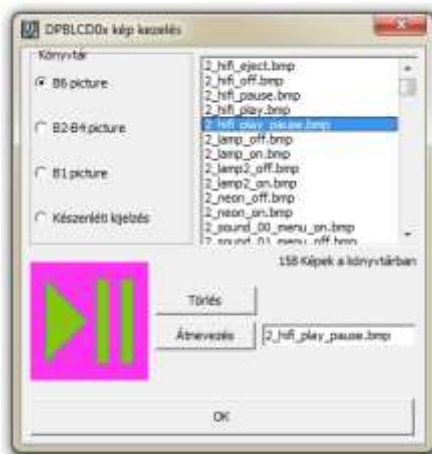 DPBLCD0x kép kezelés
Könyvtár
B6 picture
B2-B4 picture
B1 picture
Készenléti kijelzés
2_hifi_eject.bmp
2_hifi_off.bmp
2_hifi_pause.bmp
2_hifi_play.bmp
2_hifi_play_pause.bmp
2_lamp_off.bmp
2_lamp_on.bmp
2_lamp2_off.bmp
2_lamp2_on.bmp
2_neon_off.bmp
2_neon_on.bmp
2_sound_00_menu_on.bmp
2_sound_01_menu_off.bmp
158 Képek a könyvtárban
Törlés
Átnevezés
2_hifi_play_pause.bmp
OK